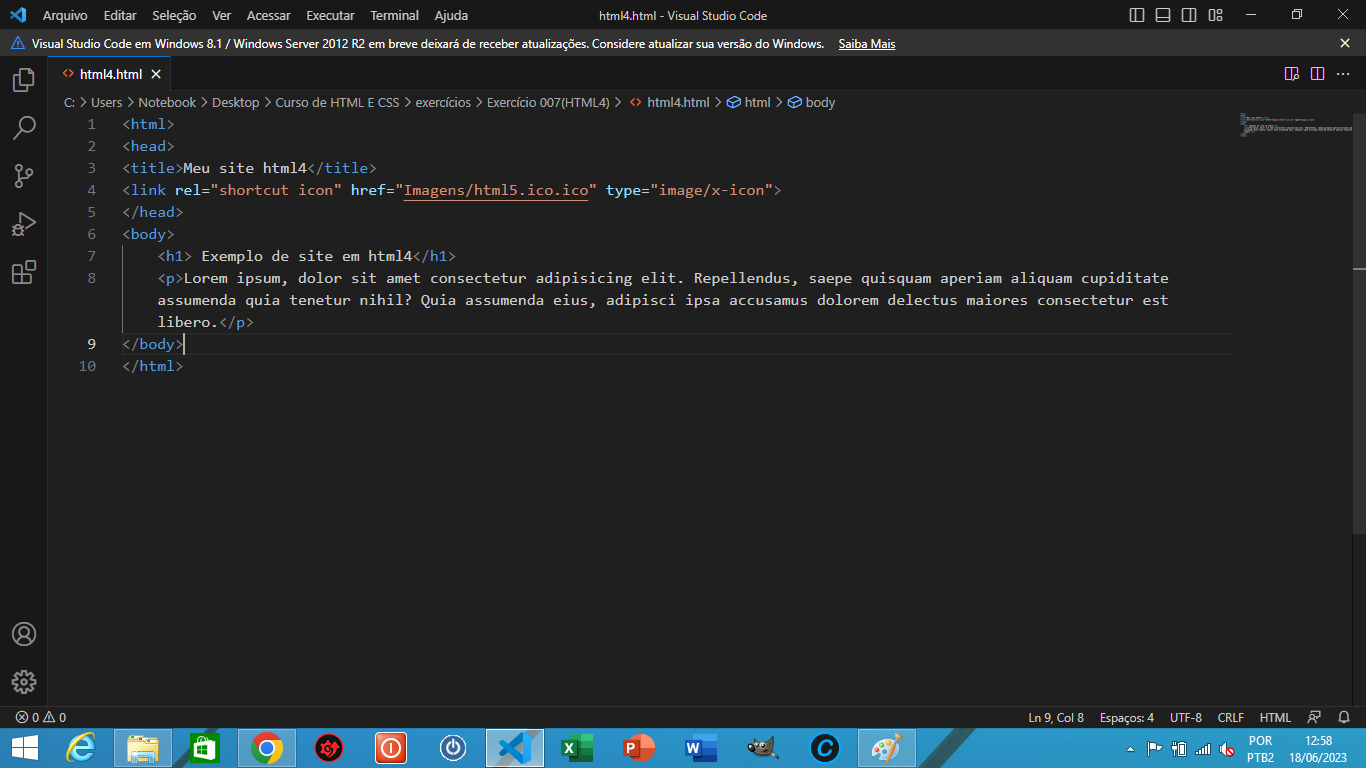 Arquivo Editar Seleção Ver Acessar Executar Terminal Ajuda html4.html - Visual Studio Code
Visual Studio Code em Windows 8.1 / Windows Server 2012 R2 em breve deixará de receber atualizações. Considere atualizar sua versão do Windows. Saiba Mais
<> html4.html
C: > Users > Notebook > Desktop > Curso de HTML E CSS > exercícios > Exercício 007(HTML4) > <> html4.html > html > body
1 <html>
2 <head>
3 <title>Meu site html4</title>
4 <link rel="shortcut icon" href="Imagens/html5.ico.ico" type="image/x-icon">
5 </head>
6 <body>
7 <h1> Exemplo de site em html4</h1>
8 <p>Lorem ipsum, dolor sit amet consectetur adipisicing elit. Repellendus, saepe quisquam aperiam aliquam cupiditate
assumenda quia tenetur nihil? Quia assumenda eius, adipisci ipsa accusamus dolorem delectus maiores consectetur est
libero.</p>
9 </body>
10 </html>
0 0 Ln 9, Col 8 Espaços: 4 UTF-8 CRLF HTML
POR 12:58
PTB2 18/06/2023